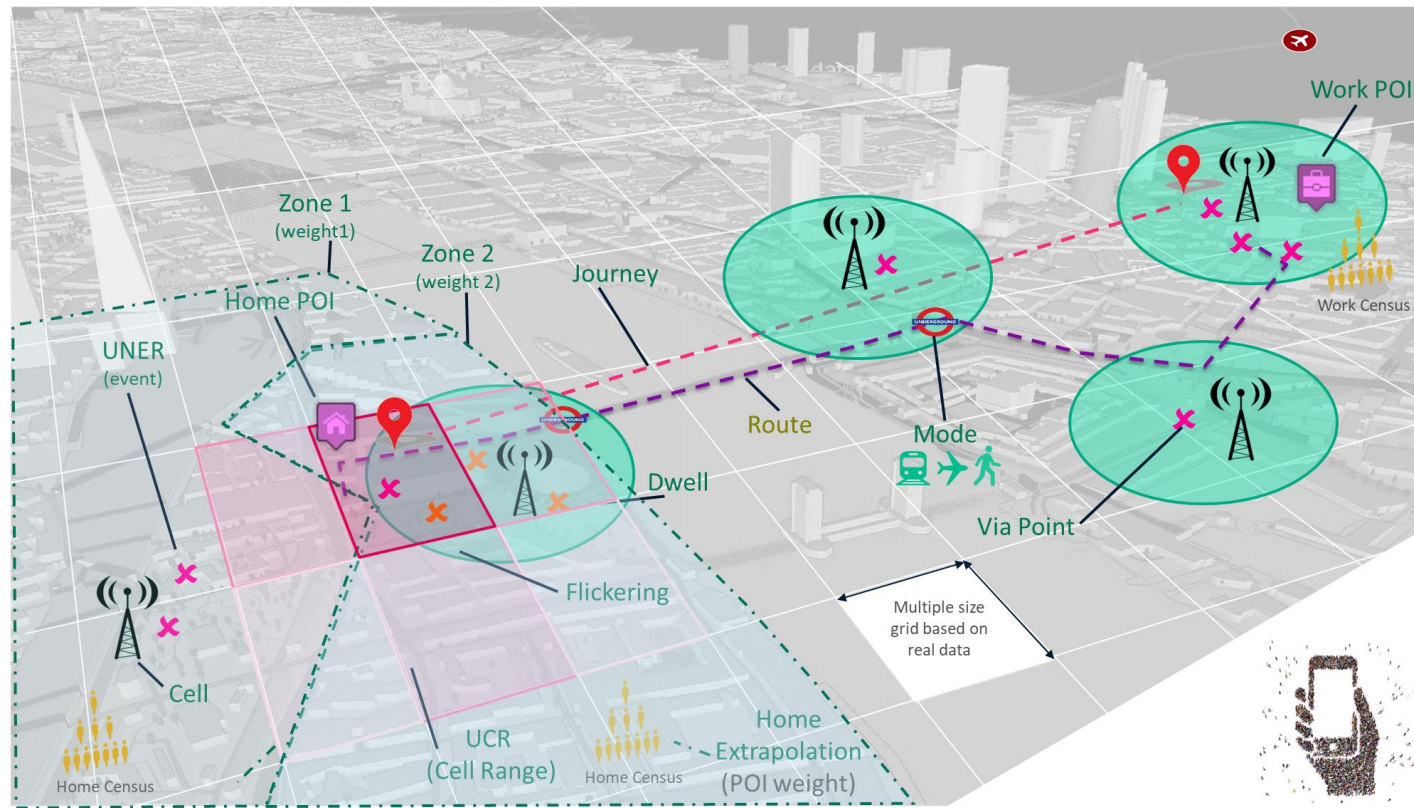 Work POI
Zone 1
(weight1)
Zone 2
(weight 2)
Journey
Home POI
UNER
(event)
Work Census
UNDERGROUND
UNDERGROUND
Route
Mode
Dwell
Via Point
Flickering
Multiple size
grid based on
real data
Cell
UCR
(Cell Range)
Home
Extrapolation
(POI weight)
Home Census
Home Census